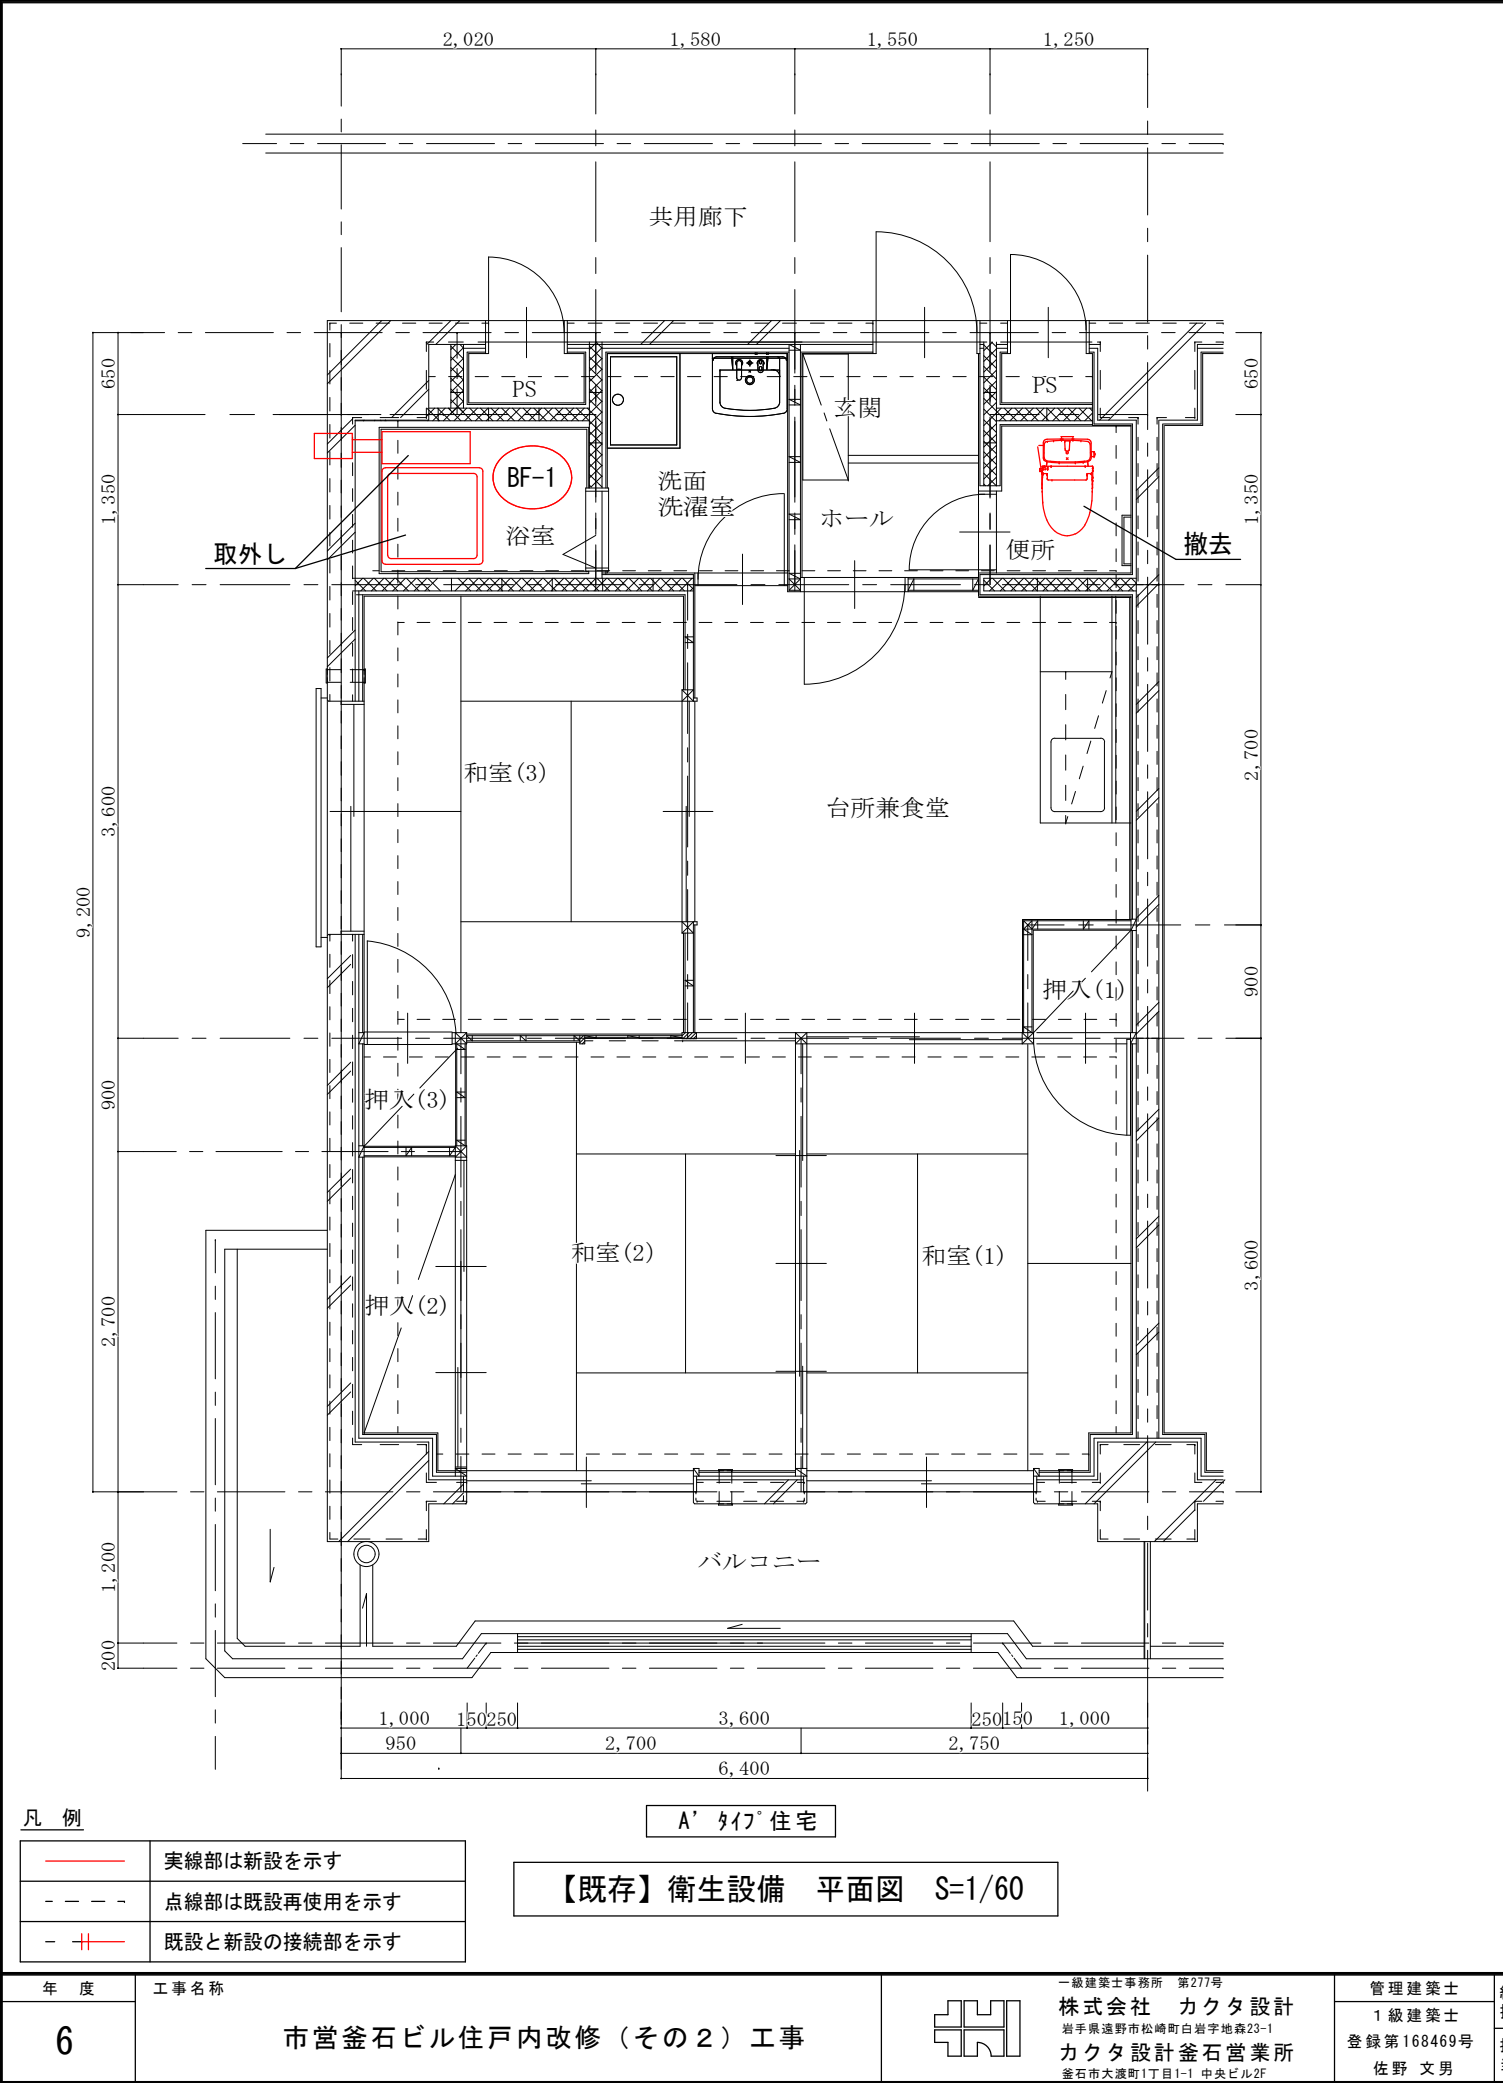 2,020
1,580
1,550
1,250
共用廊下
650
PS
玄関
PS
650
1,350
BF-1
洗面
洗濯室
浴室
ホール
便所
1,350
取外し
撤去
和室(3)
台所兼食堂
2,700
3,600
9,200
押入(1)
900
押入(3)
900
和室(2)
和室(1)
押入(2)
2,700
3,600
バルコニー
1,200
200
1,000
150
250
3,600
250
150
1,000
950
2,700
2,750
6,400
凡 例
A' ﾀｲﾌﾟ住宅
実線部は新設を示す
点線部は既設再使用を示す
既設と新設の接続部を示す
【既存】衛生設備 平面図 S=1/60
年 度
6
工事名称
市営釜石ビル住戸内改修（その２）工事
一級建築士事務所 第277号
株式会社 カクタ設計
岩手県遠野市松崎町白岩字地森23-1
カクタ設計釜石営業所
釜石市大渡町1丁目1-1 中央ビル2F
管理建築士
１級建築士
登録第168469号
佐野 文男